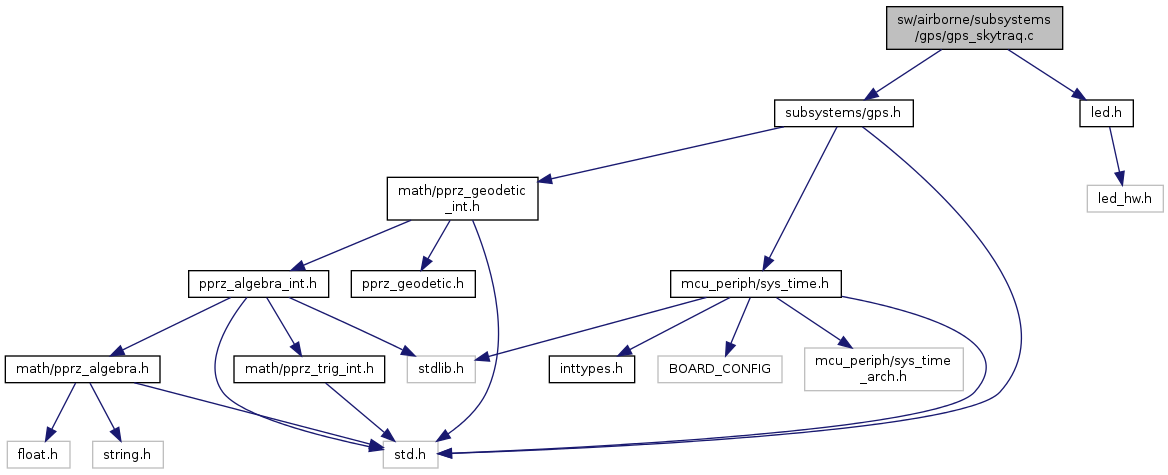 sw/airborne/subsystems
/gps/gps_skytraq.c
subsystems/gps.h
led.h
math/pprz_geodetic
_int.h
led_hw.h
pprz_algebra_int.h
pprz_geodetic.h
mcu_periph/sys_time.h
math/pprz_algebra.h
math/pprz_trig_int.h
stdlib.h
inttypes.h
BOARD_CONFIG
mcu_periph/sys_time
_arch.h
float.h
string.h
std.h